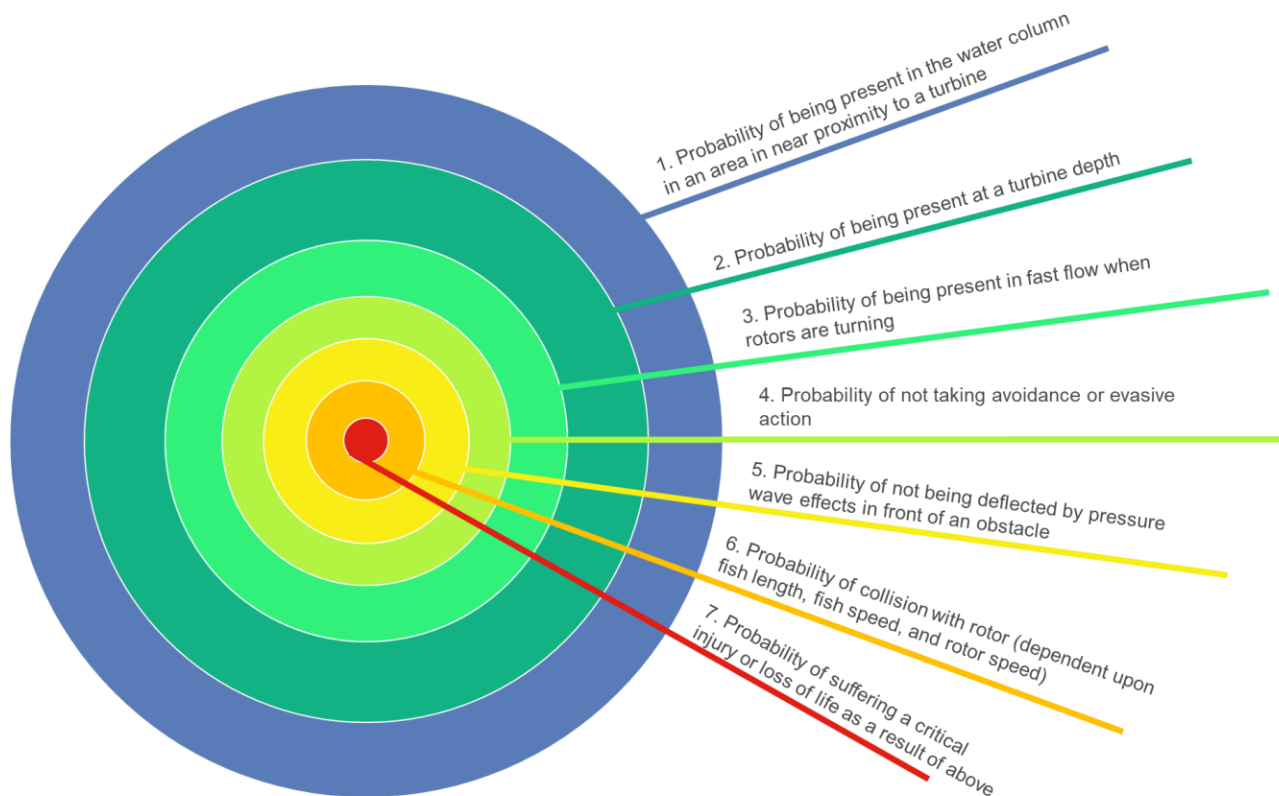 1. Probability of being present in the water column
in an area in near proximity to a turbine
2. Probability of being present at a turbine depth
3. Probability of being present in fast flow when
rotors are turning
4. Probability of not taking avoidance or evasive
action
5. Probability of not being deflected by pressure
wave effects in front of an obstacle
6. Probability of collision with rotor (dependent upon
fish length, fish speed, and rotor speed)
7. Probability of suffering a critical
injury or loss of life as a result of above